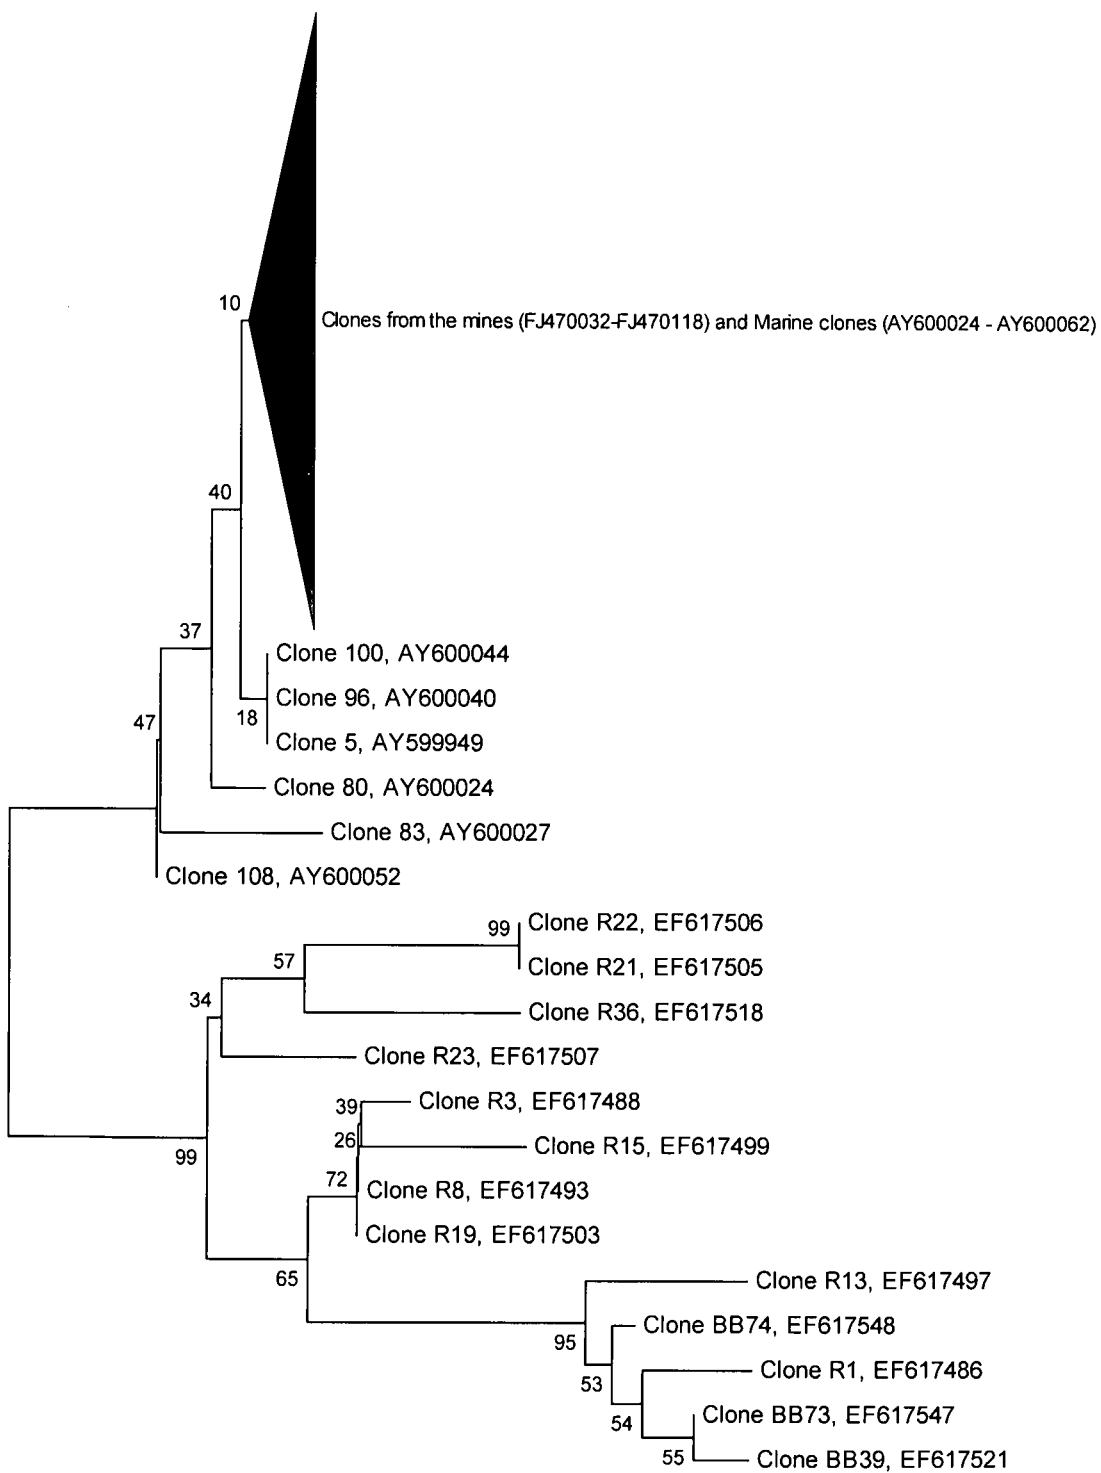 10
Clones from the mines (FJ470032-FJ470118) and Marine clones (AY600024 - AY600062)
40
37
Clone 100, AY600044
Clone 96, AY600040
18
47
Clone 5, AY599949
Clone 80, AY600024
Clone 83, AY600027
Clone 108, AY600052
99
Clone R22, EF617506
57
Clone R21, EF617505
34
Clone R36, EF617518
Clone R23, EF617507
39
Clone R3, EF617488
26
Clone R15, EF617499
99
72
Clone R8, EF617493
Clone R19, EF617503
65
Clone R13, EF617497
Clone BB74, EF617548
95
Clone R1, EF617486
53
Clone BB73, EF617547
54
55
Clone BB39, EF617521